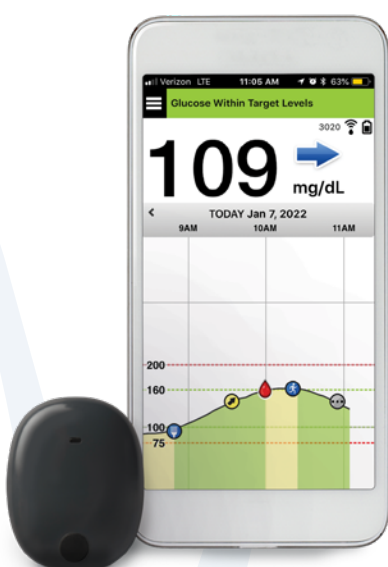 Verizon LTE 11:05 AM 63%
Glucose Within Target Levels
3020
109
mg/dL
TODAY Jan 7, 2022
9AM 10AM 11AM
200
160
100
75